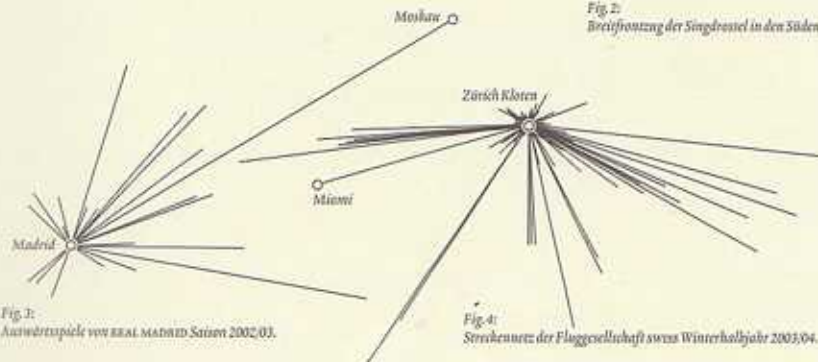 Fig. 2:
Breitfrontzug der Singdrossel in den Süden
Moskau
Zürich Kloten
Miami
Madrid
Fig. 3:
Auswärtsspiele von REAL MADRID Saison 2002/03.
Fig. 4:
Streckennetz der Fluggesellschaft SWISS Winterhalbjahr 2003/04.